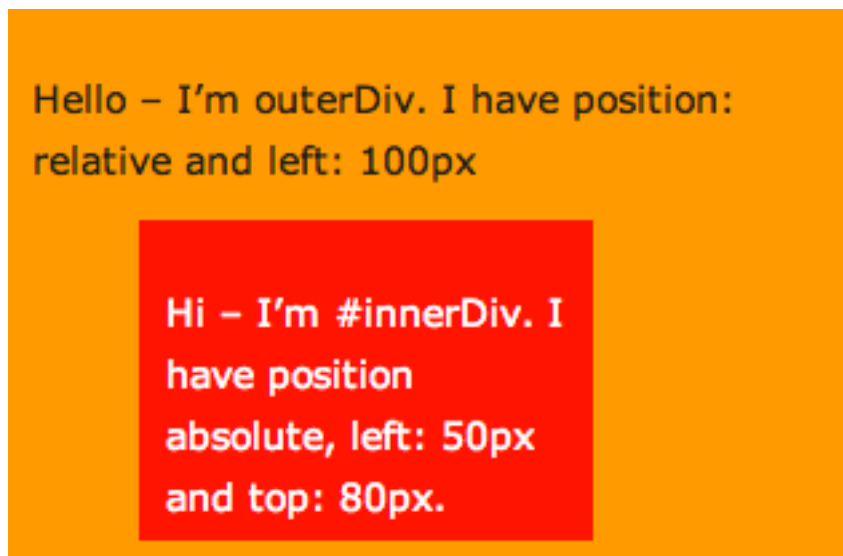 Hello – I’m outerDiv. I have position:
relative and left: 100px
Hi – I’m #innerDiv. I
have position
absolute, left: 50px
and top: 80px.